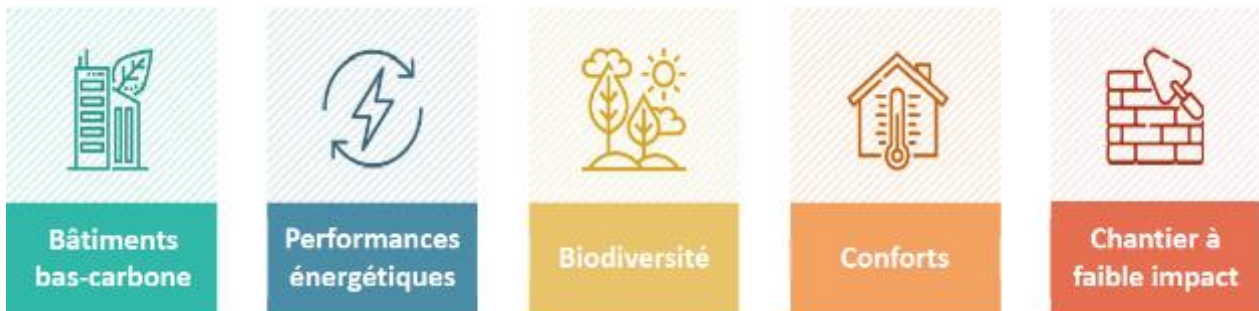 Bâtiments
bas-carbone
Performances
énergétiques
Biodiversité
Conforts
Chantier à
faible impact